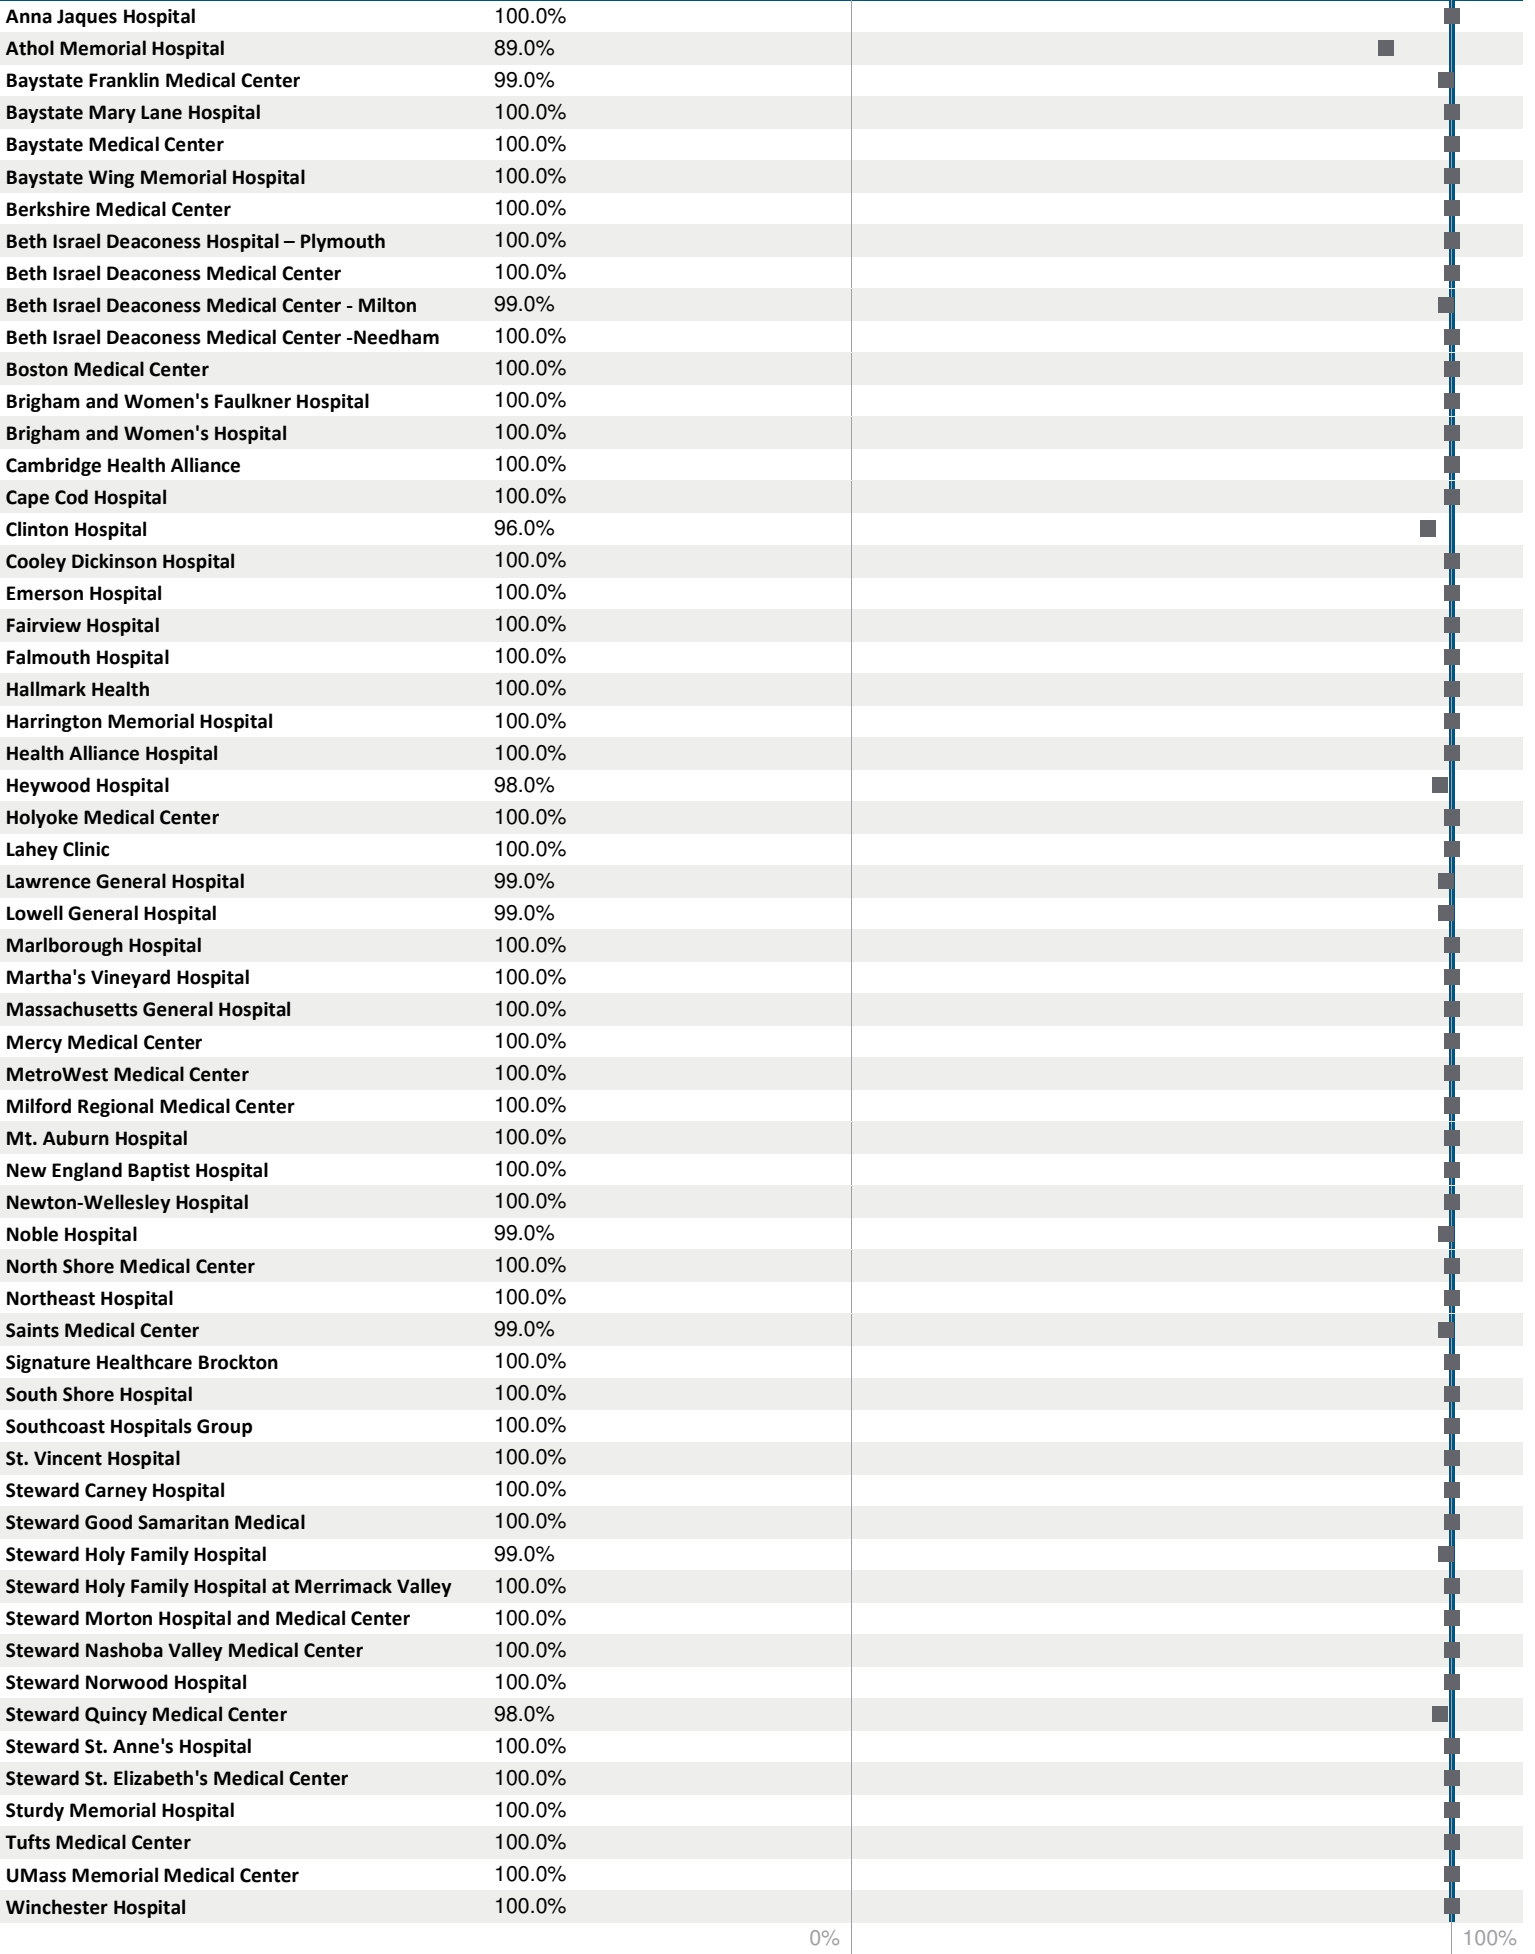 Anna Jaques Hospital 100.0%
Athol Memorial Hospital 89.0%
Baystate Franklin Medical Center 99.0%
Baystate Mary Lane Hospital 100.0%
Baystate Medical Center 100.0%
Baystate Wing Memorial Hospital 100.0%
Berkshire Medical Center 100.0%
Beth Israel Deaconess Hospital – Plymouth 100.0%
Beth Israel Deaconess Medical Center 100.0%
Beth Israel Deaconess Medical Center - Milton 99.0%
Beth Israel Deaconess Medical Center -Needham 100.0%
Boston Medical Center 100.0%
Brigham and Women's Faulkner Hospital 100.0%
Brigham and Women's Hospital 100.0%
Cambridge Health Alliance 100.0%
Cape Cod Hospital 100.0%
Clinton Hospital 96.0%
Cooley Dickinson Hospital 100.0%
Emerson Hospital 100.0%
Fairview Hospital 100.0%
Falmouth Hospital 100.0%
Hallmark Health 100.0%
Harrington Memorial Hospital 100.0%
Health Alliance Hospital 100.0%
Heywood Hospital 98.0%
Holyoke Medical Center 100.0%
Lahey Clinic 100.0%
Lawrence General Hospital 99.0%
Lowell General Hospital 99.0%
Marlborough Hospital 100.0%
Martha's Vineyard Hospital 100.0%
Massachusetts General Hospital 100.0%
Mercy Medical Center 100.0%
MetroWest Medical Center 100.0%
Milford Regional Medical Center 100.0%
Mt. Auburn Hospital 100.0%
New England Baptist Hospital 100.0%
Newton-Wellesley Hospital 100.0%
Noble Hospital 99.0%
North Shore Medical Center 100.0%
Northeast Hospital 100.0%
Saints Medical Center 99.0%
Signature Healthcare Brockton 100.0%
South Shore Hospital 100.0%
Southcoast Hospitals Group 100.0%
St. Vincent Hospital 100.0%
Steward Carney Hospital 100.0%
Steward Good Samaritan Medical 100.0%
Steward Holy Family Hospital 99.0%
Steward Holy Family Hospital at Merrimack Valley 100.0%
Steward Morton Hospital and Medical Center 100.0%
Steward Nashoba Valley Medical Center 100.0%
Steward Norwood Hospital 100.0%
Steward Quincy Medical Center 98.0%
Steward St. Anne's Hospital 100.0%
Steward St. Elizabeth's Medical Center 100.0%
Sturdy Memorial Hospital 100.0%
Tufts Medical Center 100.0%
UMass Memorial Medical Center 100.0%
Winchester Hospital 100.0%
0% 100%